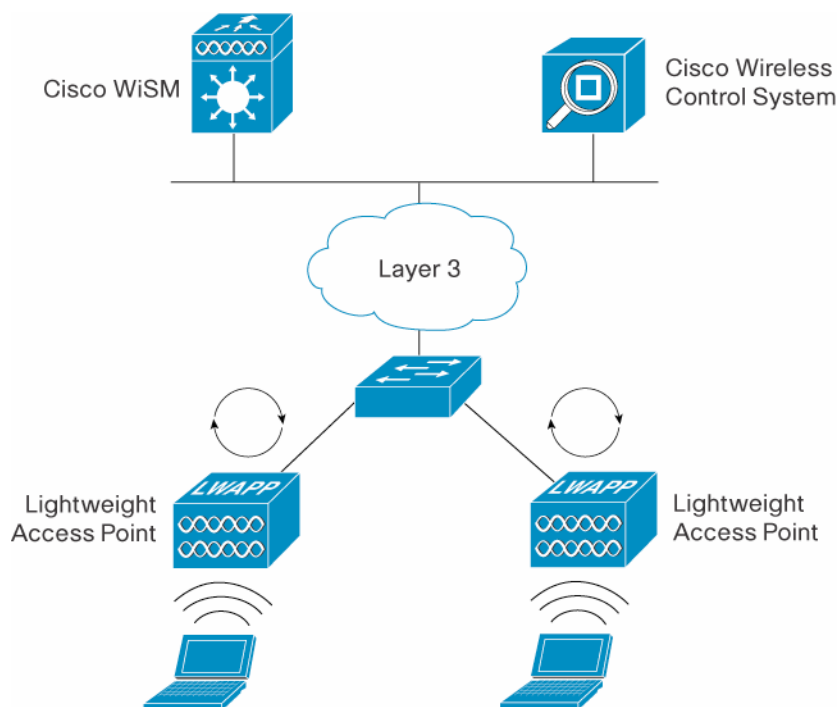 Cisco WiSM
Cisco Wireless
Control System
Layer 3
LWAPP
LWAPP
Lightweight
Access Point
Lightweight
Access Point